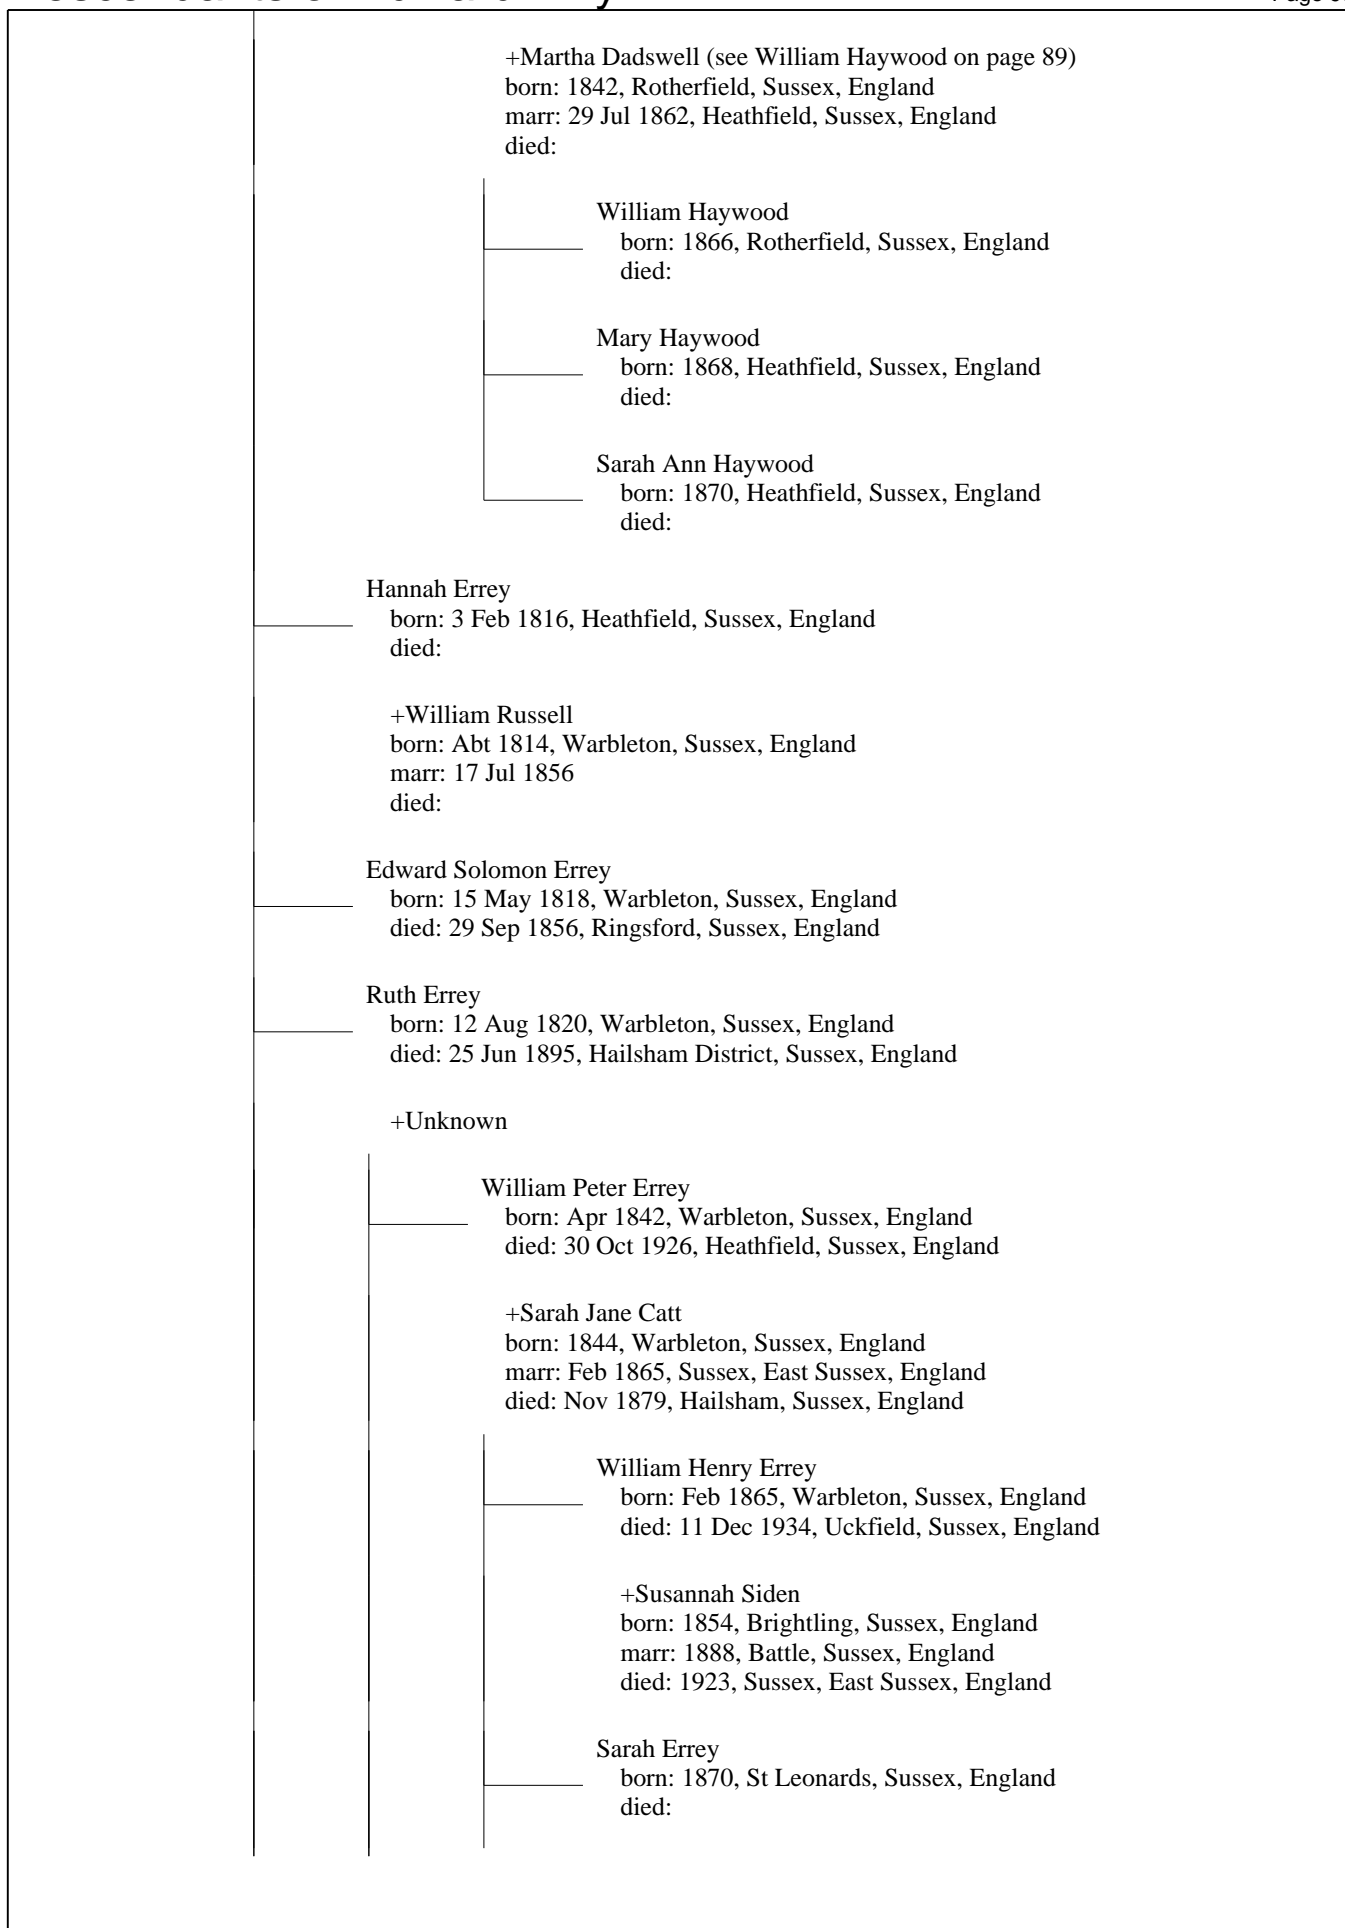 +Martha Dadswell (see William Haywood on page 89)
born: 1842, Rotherfield, Sussex, England
marr: 29 Jul 1862, Heathfield, Sussex, England
died:
William Haywood
born: 1866, Rotherfield, Sussex, England
died:
Mary Haywood
born: 1868, Heathfield, Sussex, England
died:
Sarah Ann Haywood
born: 1870, Heathfield, Sussex, England
died:
Hannah Errey
born: 3 Feb 1816, Heathfield, Sussex, England
died:
+William Russell
born: Abt 1814, Warbleton, Sussex, England
marr: 17 Jul 1856
died:
Edward Solomon Errey
born: 15 May 1818, Warbleton, Sussex, England
died: 29 Sep 1856, Ringsford, Sussex, England
Ruth Errey
born: 12 Aug 1820, Warbleton, Sussex, England
died: 25 Jun 1895, Hailsham District, Sussex, England
+Unknown
William Peter Errey
born: Apr 1842, Warbleton, Sussex, England
died: 30 Oct 1926, Heathfield, Sussex, England
+Sarah Jane Catt
born: 1844, Warbleton, Sussex, England
marr: Feb 1865, Sussex, East Sussex, England
died: Nov 1879, Hailsham, Sussex, England
William Henry Errey
born: Feb 1865, Warbleton, Sussex, England
died: 11 Dec 1934, Uckfield, Sussex, England
+Susannah Siden
born: 1854, Brightling, Sussex, England
marr: 1888, Battle, Sussex, England
died: 1923, Sussex, East Sussex, England
Sarah Errey
born: 1870, St Leonards, Sussex, England
died: